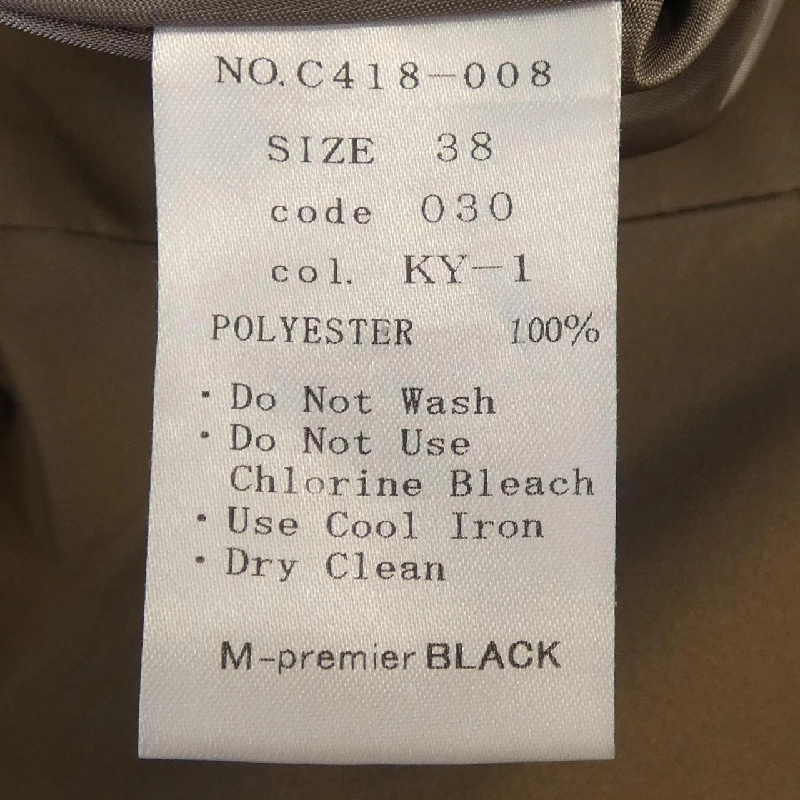 NO.C418-008
SIZE 38
code 030
col. KY-1
POLYESTER 100%
・Do Not Wash
・Do Not Use
Chlorine Bleach
・Use Cool Iron
・Dry Clean
M-premier BLACK